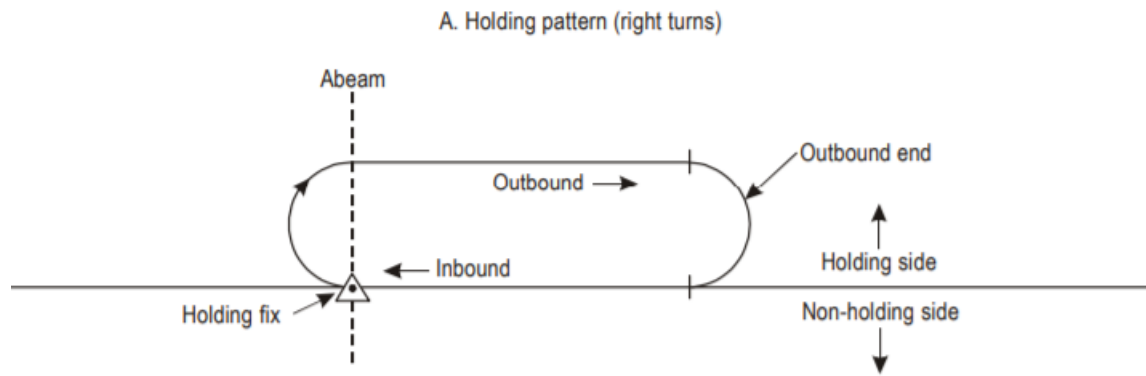 A. Holding pattern (right turns)
Abeam
Outbound end
Outbound
Inbound
Holding side
Holding fix
Non-holding side